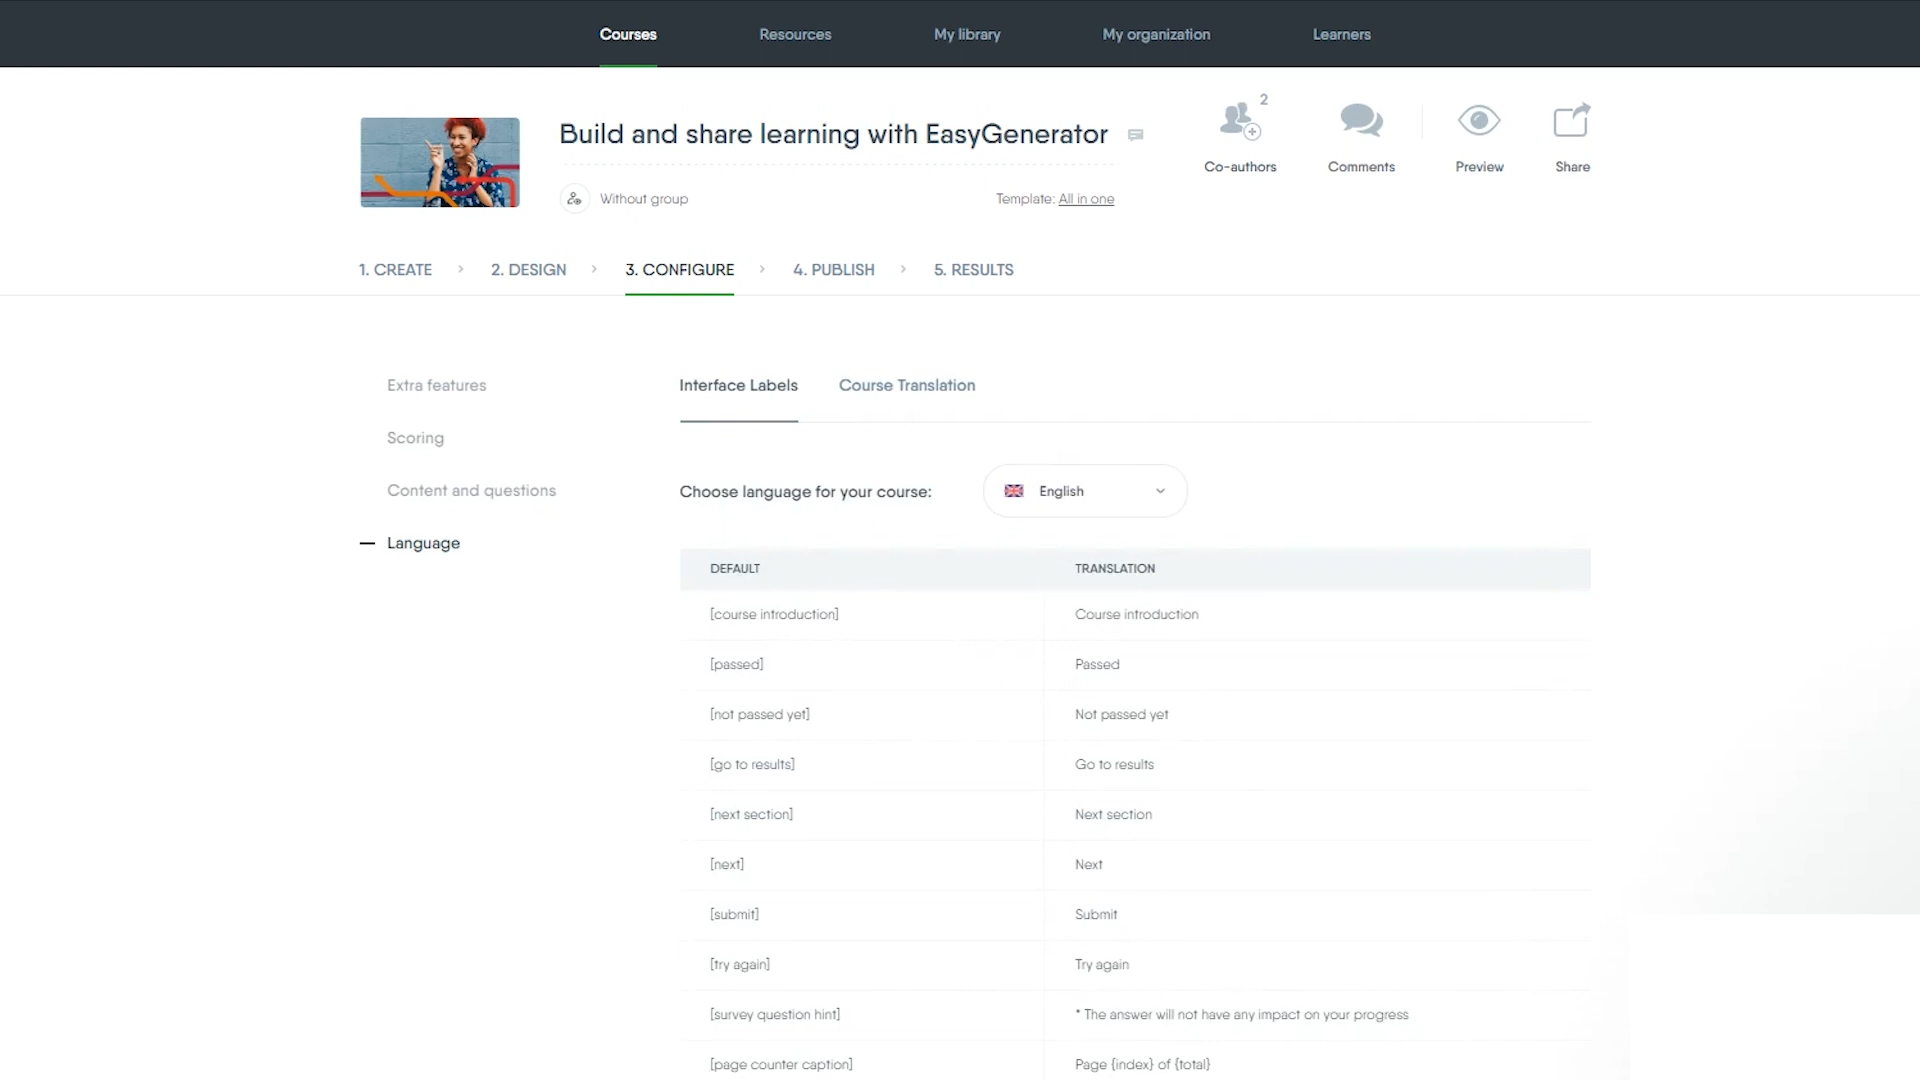 Courses
Resources
My library
My organization
Learners
Build and share learning with EasyGenerator
2
Co-authors
Comments
Preview
Share
Without group
Template: All in one
1. CREATE
2. DESIGN
3. CONFIGURE
4. PUBLISH
5. RESULTS
Extra features
Scoring
Content and questions
Language
Interface Labels
Course Translation
Choose language for your course:
English
DEFAULT TRANSLATION
[course introduction] Course introduction
[passed] Passed
[not passed yet] Not passed yet
[go to results] Go to results
[next section] Next section
[next] Next
[submit] Submit
[try again] Try again
[survey question hint] * The answer will not have any impact on your progress
[page counter caption] Page {index} of {total}